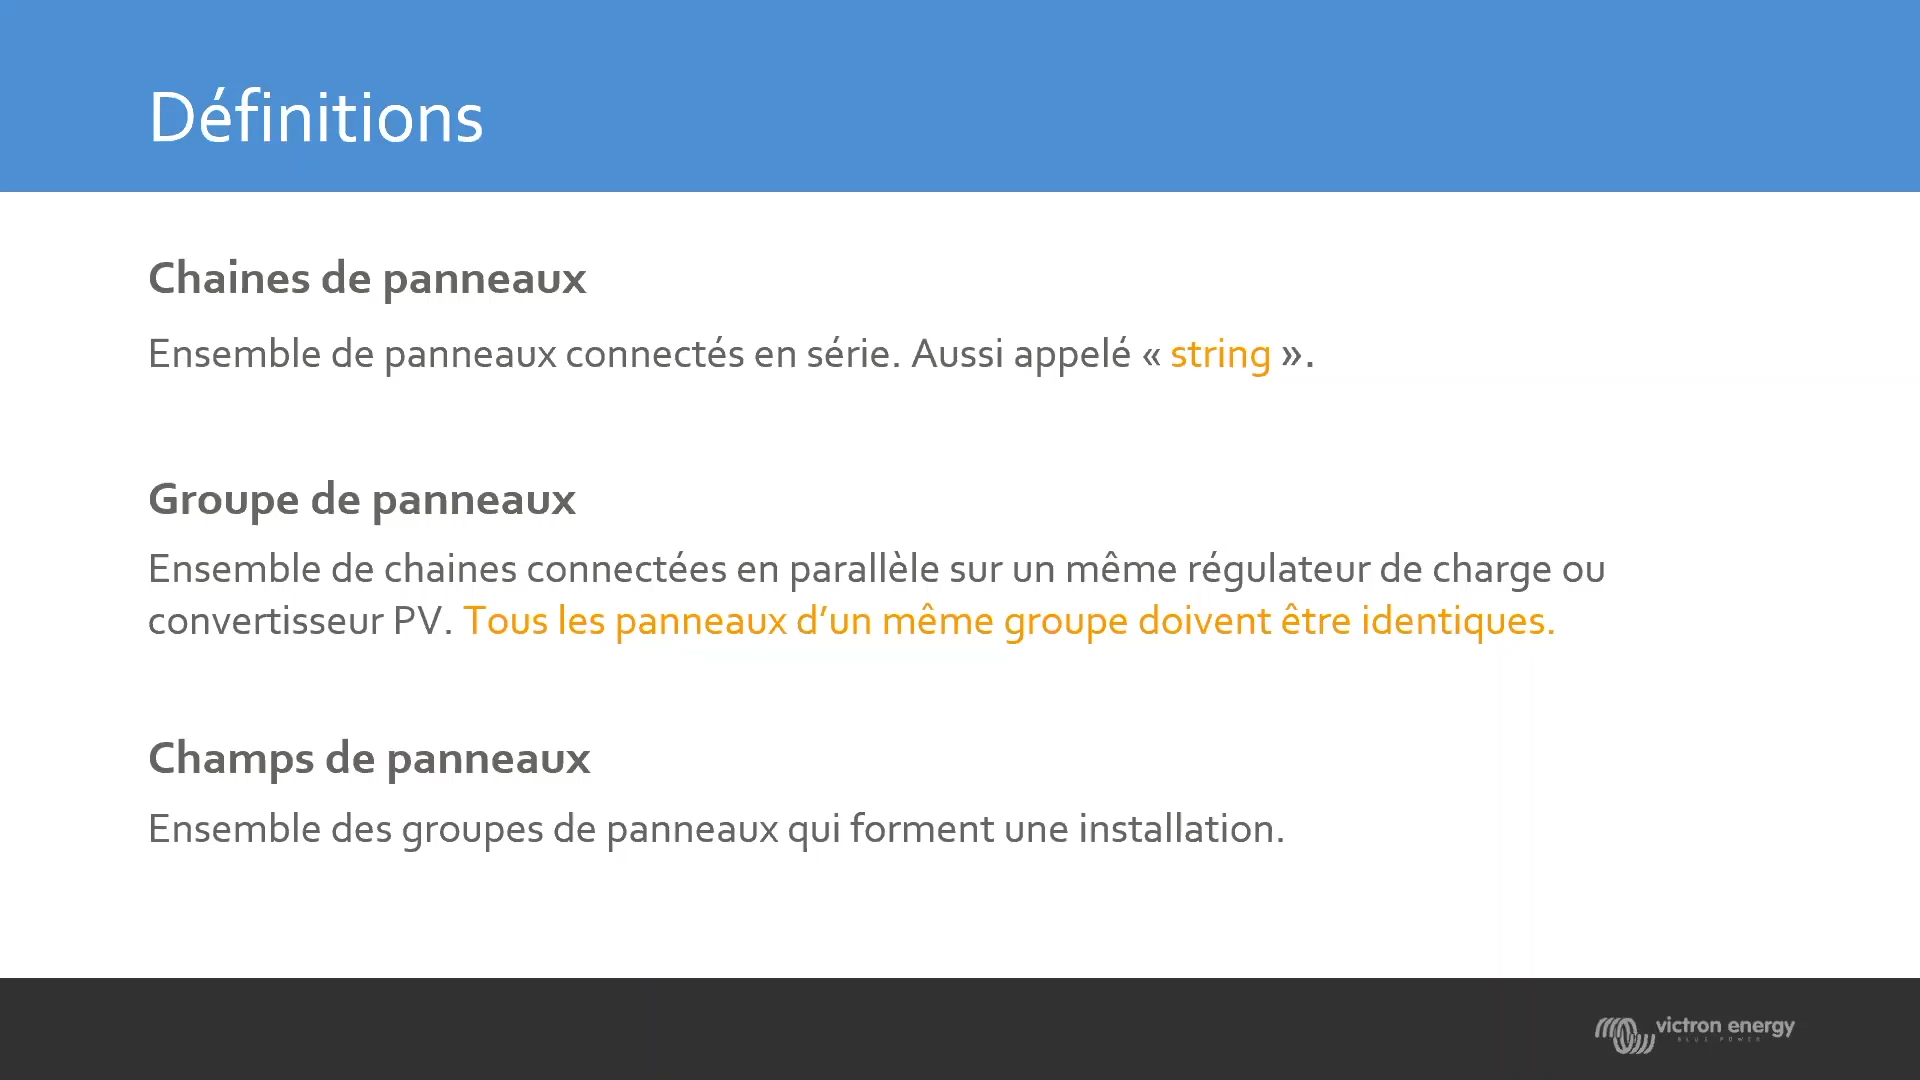 Définitions
Chaines de panneaux
Ensemble de panneaux connectés en série. Aussi appelé « string ».
Groupe de panneaux
Ensemble de chaines connectées en parallèle sur un même régulateur de charge ou
convertisseur PV. Tous les panneaux d’un même groupe doivent être identiques.
Champs de panneaux
Ensemble des groupes de panneaux qui forment une installation.
victron energy
BLUE POWER